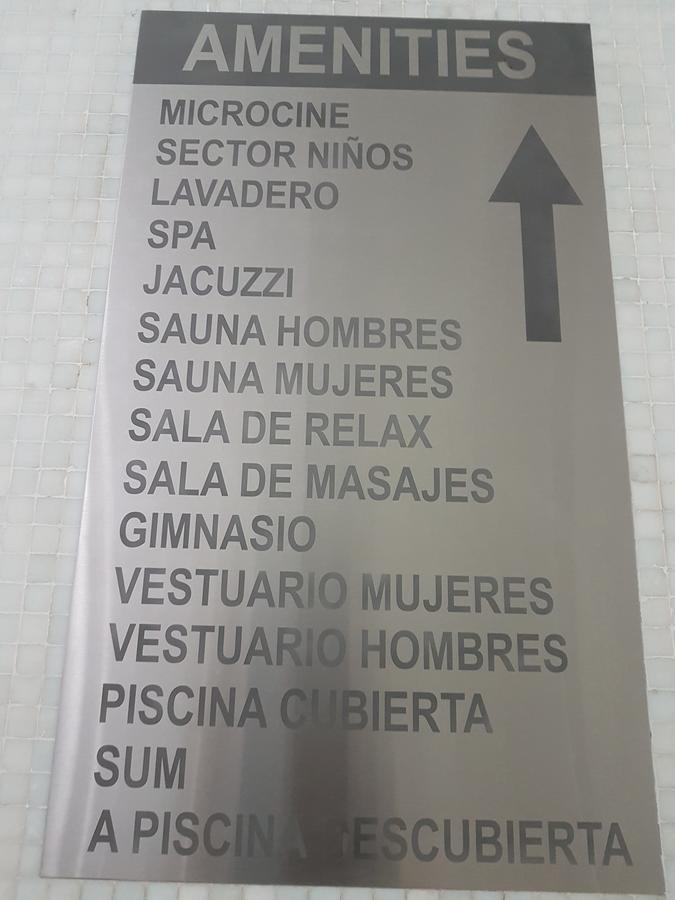 AMENITIES
MICROCINE
SECTOR NIÑOS
LAVADERO
SPA
JACUZZI
SAUNA HOMBRES
SAUNA MUJERES
SALA DE RELAX
SALA DE MASAJES
GIMNASIO
VESTUARIO MUJERES
VESTUARIO HOMBRES
PISCINA CUBIERTA
SUM
A PISCINA DESCUBIERTA